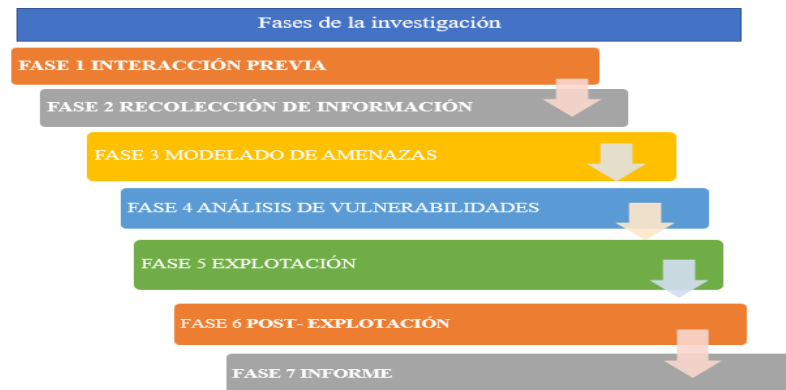 Fases de la investigación
FASE 1 INTERACCIÓN PREVIA
FASE 2 RECOLECCIÓN DE INFORMACIÓN
FASE 3 MODELADO DE AMENAZAS
FASE 4 ANÁLISIS DE VULNERABILIDADES
FASE 5 EXPLOTACIÓN
FASE 6 POST- EXPLOTACIÓN
FASE 7 INFORME